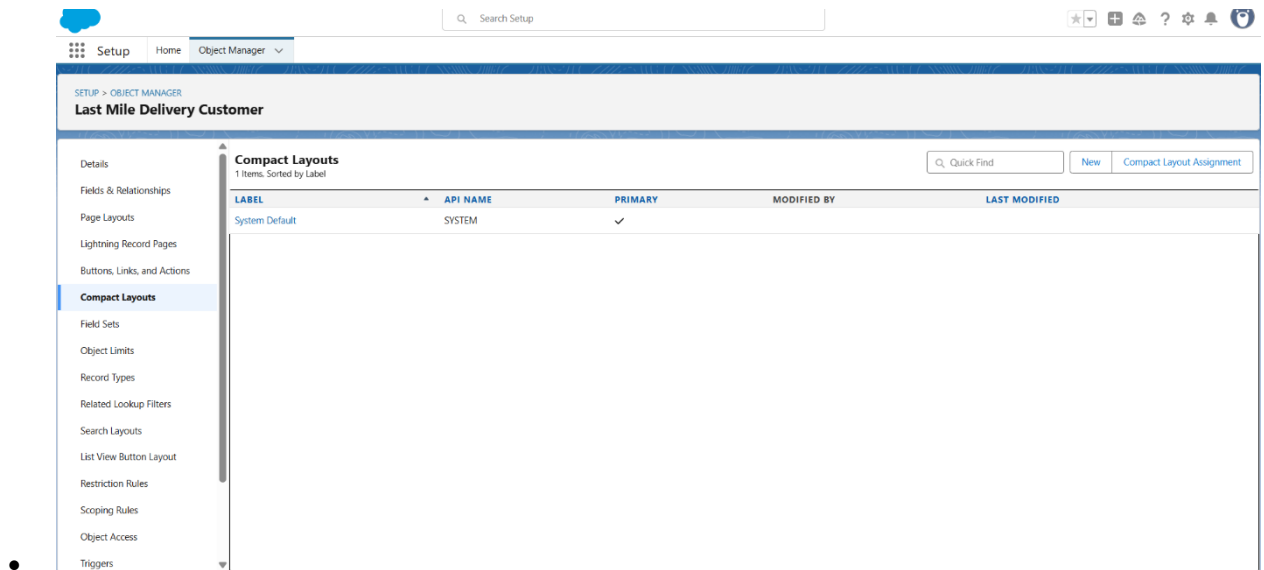 Search Setup
Setup Home Object Manager
SETUP > OBJECT MANAGER
Last Mile Delivery Customer
Details
Fields & Relationships
Page Layouts
Lightning Record Pages
Buttons, Links, and Actions
Compact Layouts
Field Sets
Object Limits
Record Types
Related Lookup Filters
Search Layouts
List View Button Layout
Restriction Rules
Scoping Rules
Object Access
Triggers
Compact Layouts
1 Items. Sorted by Label
Quick Find New Compact Layout Assignment
LABEL API NAME PRIMARY MODIFIED BY LAST MODIFIED
System Default SYSTEM